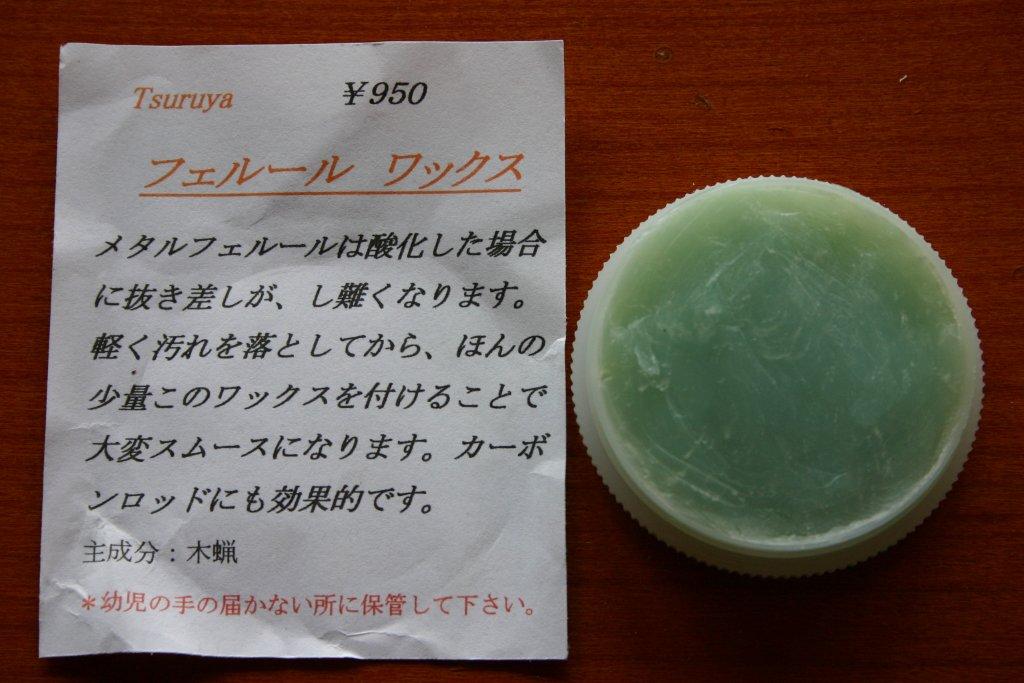 Tsuruya ¥950
フェルール ワックス
メタルフェルールは酸化した場合
に抜き差しが、し難くなります。
軽く汚れを落としてから、ほんの
少量このワックスを付けることで
大変スムースになります。カーボ
ンロッドにも効果的です。
主成分：木蝋
＊幼児の手の届かない所に保管して下さい。